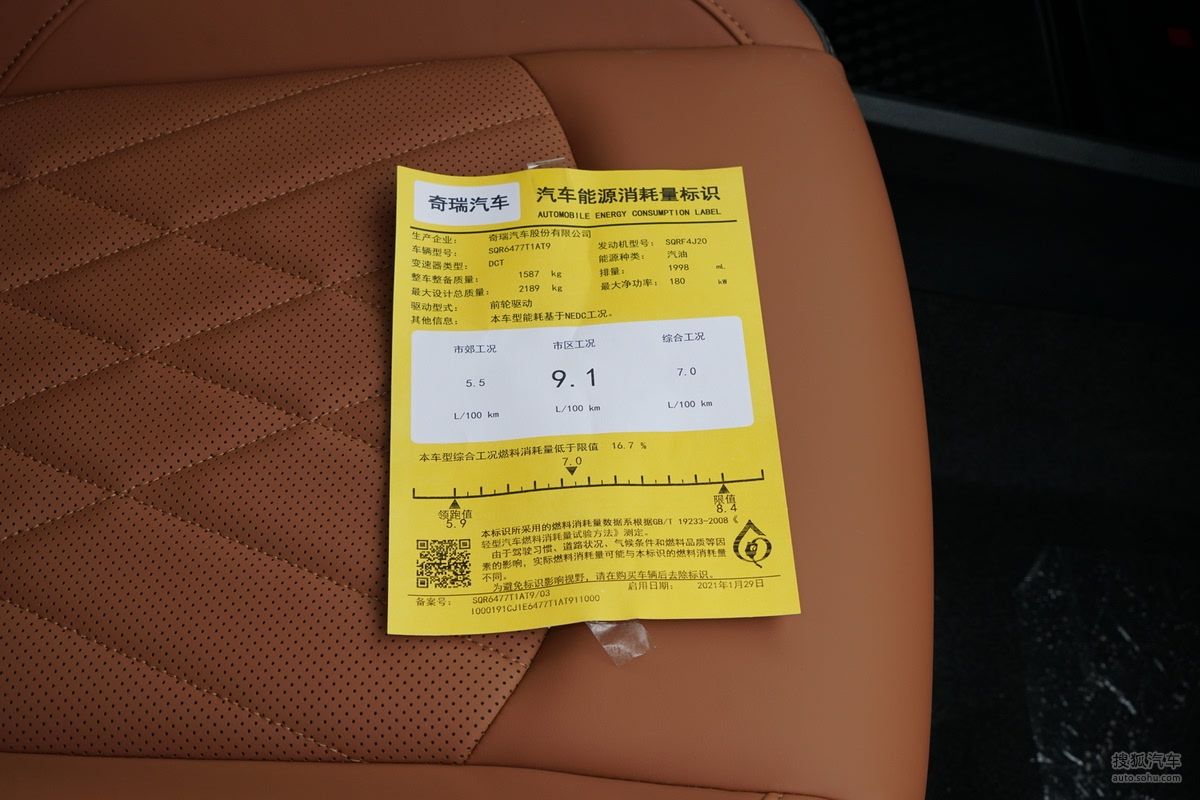 奇瑞汽车
汽车能源消耗量标识
AUTOMOBILE ENERGY CONSUMPTION LABEL
生产企业： 奇瑞汽车股份有限公司
车辆型号： SQR6477T1AT9 发动机型号： SQRF4J20
变速器类型： DCT 能源种类： 汽油
整车整备质量： 1587 kg 排量： 1998 mL
最大设计总质量： 2189 kg 最大净功率： 180 kW
驱动型式： 前轮驱动
其他信息： 本车型能耗基于NEDC工况。
市郊工况 市区工况 综合工况
5.5 9.1 7.0
L/100 km L/100 km L/100 km
本车型综合工况燃料消耗量低于限值 16.7 %
7.0
领跑值 限值
5.9 8.4
本标识所采用的燃料消耗量数据系根据GB/T 19233-2008《
轻型汽车燃料消耗量试验方法》测定。
由于驾驶习惯、道路状况、气候条件和燃料品质等因
素的影响，实际燃料消耗量可能与本标识的燃料消耗量
不同。
为避免标识影响视野，请在购买车辆后去除标识。
备案号： SQR6477T1AT9/03 启用日期： 2021年1月29日
I000191CJ1E6477T1AT911000
搜狐汽车
auto.sohu.com